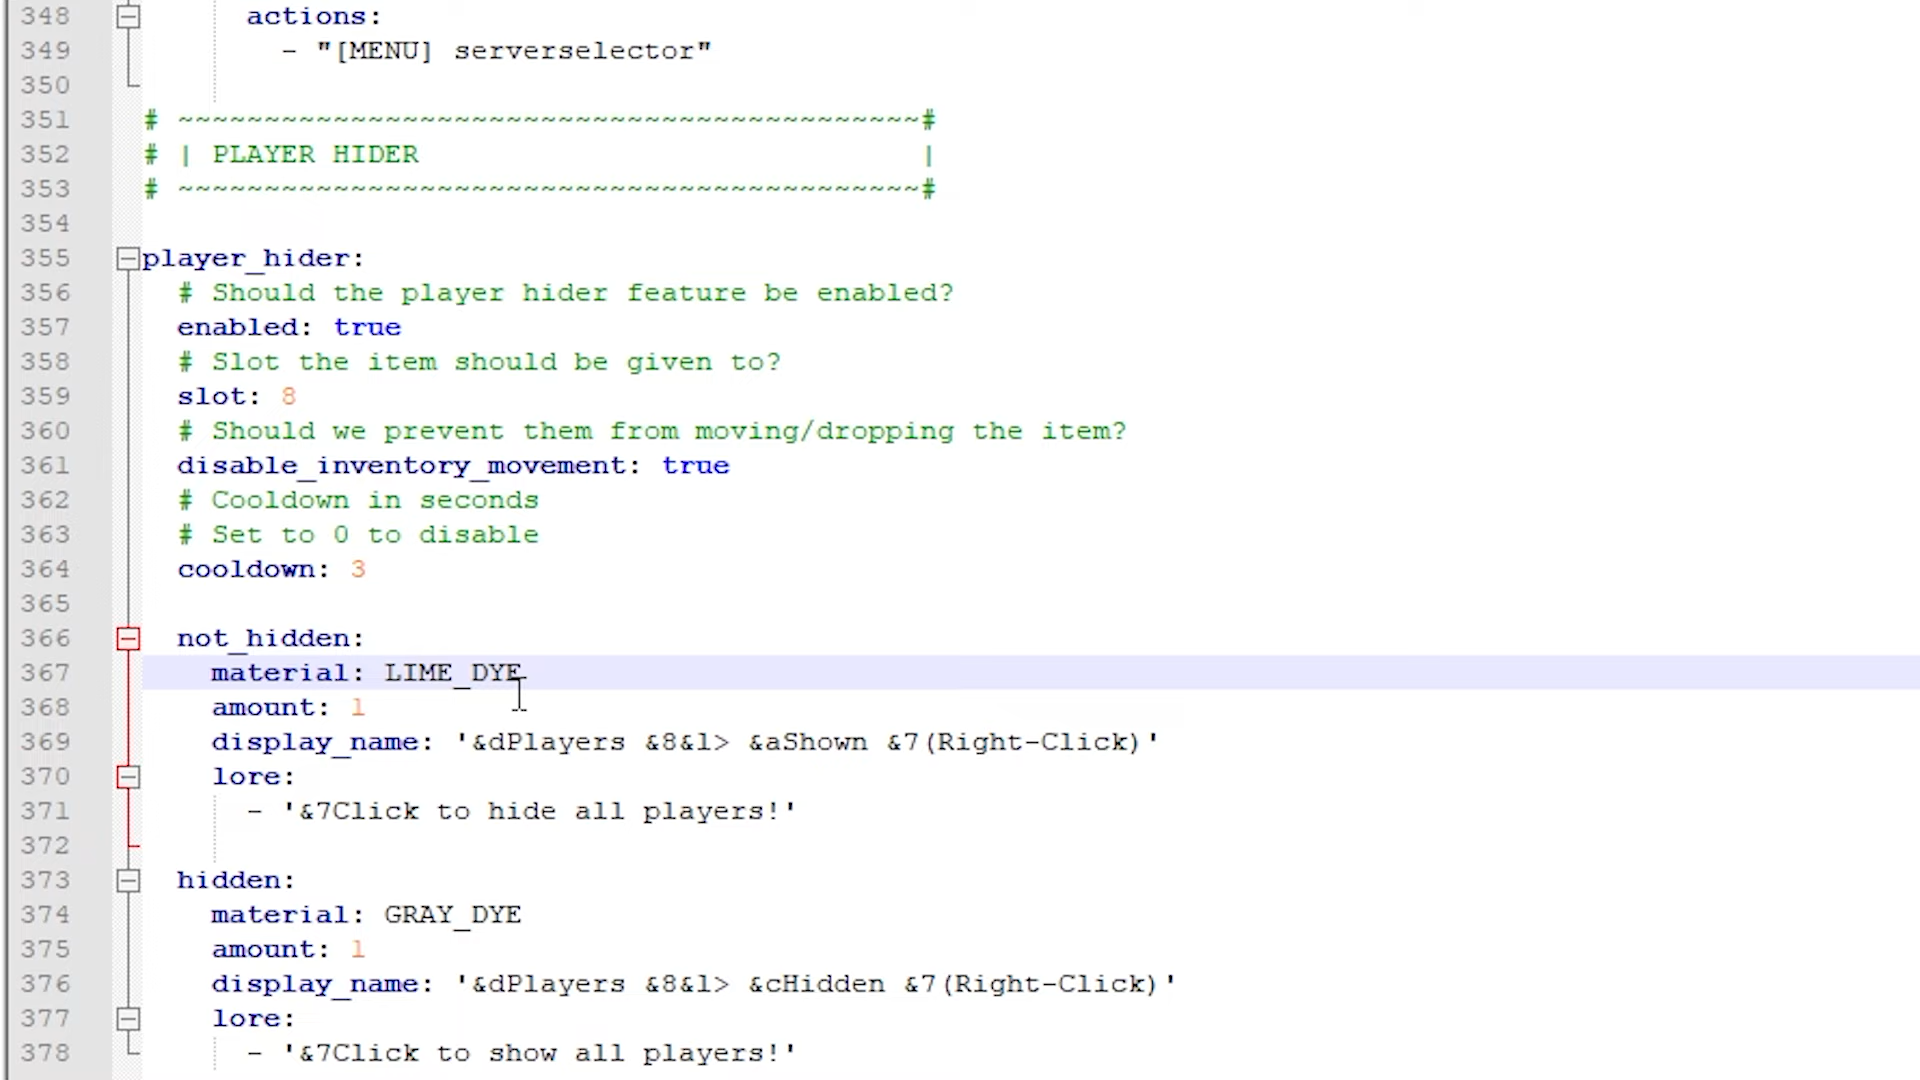 348 actions:
349 - "[MENU] serverselector"
350
351 # ~~~~~~~~~~~~~~~~~~~~~~~~~~~~~~~~~~~~~~~~~~~#
352 # | PLAYER HIDER |
353 # ~~~~~~~~~~~~~~~~~~~~~~~~~~~~~~~~~~~~~~~~~~~#
354
355 player_hider:
356 # Should the player hider feature be enabled?
357 enabled: true
358 # Slot the item should be given to?
359 slot: 8
360 # Should we prevent them from moving/dropping the item?
361 disable_inventory_movement: true
362 # Cooldown in seconds
363 # Set to 0 to disable
364 cooldown: 3
365
366 not_hidden:
367 material: LIME_DYE
368 amount: 1
369 display_name: '&dPlayers &8&l> &aShown &7(Right-Click)'
370 lore:
371 - '&7Click to hide all players!'
372
373 hidden:
374 material: GRAY_DYE
375 amount: 1
376 display_name: '&dPlayers &8&l> &cHidden &7(Right-Click)'
377 lore:
378 - '&7Click to show all players!'